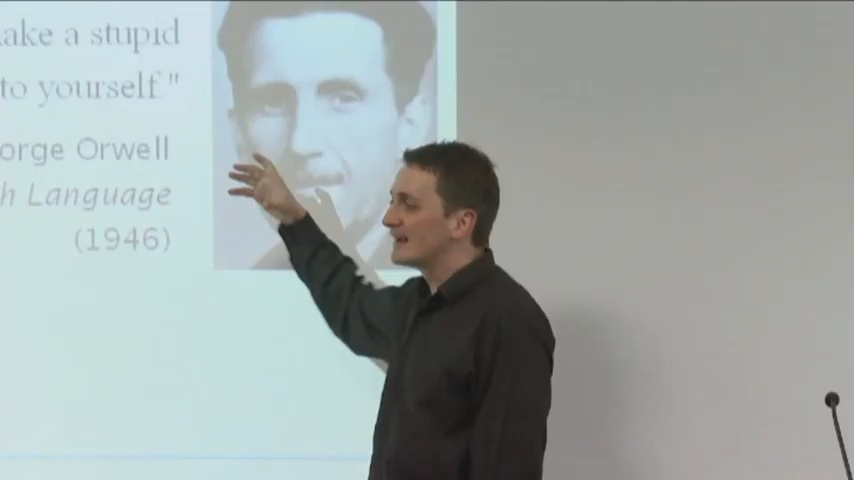 ake a stupid
to yourself."
orge Orwell
h Language
(1946)